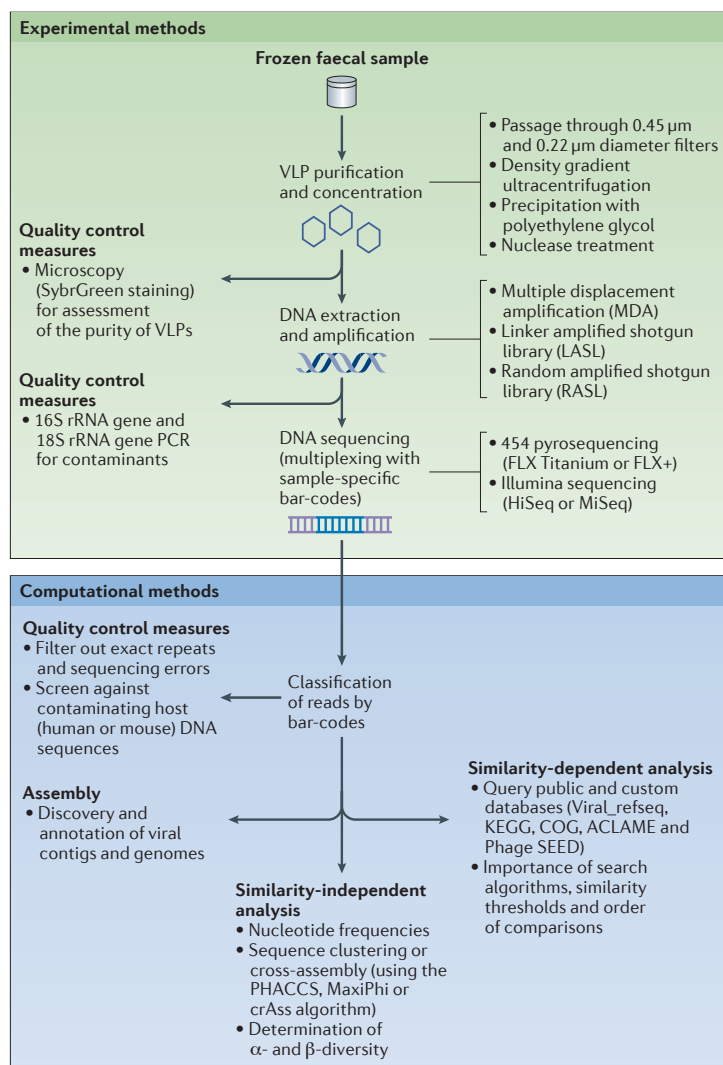 Experimental methods
Frozen faecal sample
VLP purification
and concentration
• Passage through 0.45 μm
and 0.22 μm diameter filters
• Density gradient
ultracentrifugation
• Precipitation with
polyethylene glycol
• Nuclease treatment
Quality control
measures
• Microscopy
(SybrGreen staining)
for assessment
of the purity of VLPs
DNA extraction
and amplification
• Multiple displacement
amplification (MDA)
• Linker amplified shotgun
library (LASL)
• Random amplified shotgun
library (RASL)
Quality control
measures
• 16S rRNA gene and
18S rRNA gene PCR
for contaminants
DNA sequencing
(multiplexing with
sample-specific
bar-codes)
• 454 pyrosequencing
(FLX Titanium or FLX+)
• Illumina sequencing
(HiSeq or MiSeq)
Computational methods
Quality control measures
• Filter out exact repeats
and sequencing errors
• Screen against
contaminating host
(human or mouse) DNA
sequences
Classification
of reads by
bar-codes
Assembly
• Discovery and
annotation of viral
contigs and genomes
Similarity-dependent analysis
• Query public and custom
databases (Viral_refseq,
KEGG, COG, ACLAME and
Phage SEED)
• Importance of search
algorithms, similarity
thresholds and order
of comparisons
Similarity-independent
analysis
• Nucleotide frequencies
• Sequence clustering or
cross-assembly (using the
PHACCS, MaxiPhi or
crAss algorithm)
• Determination of
α- and β-diversity